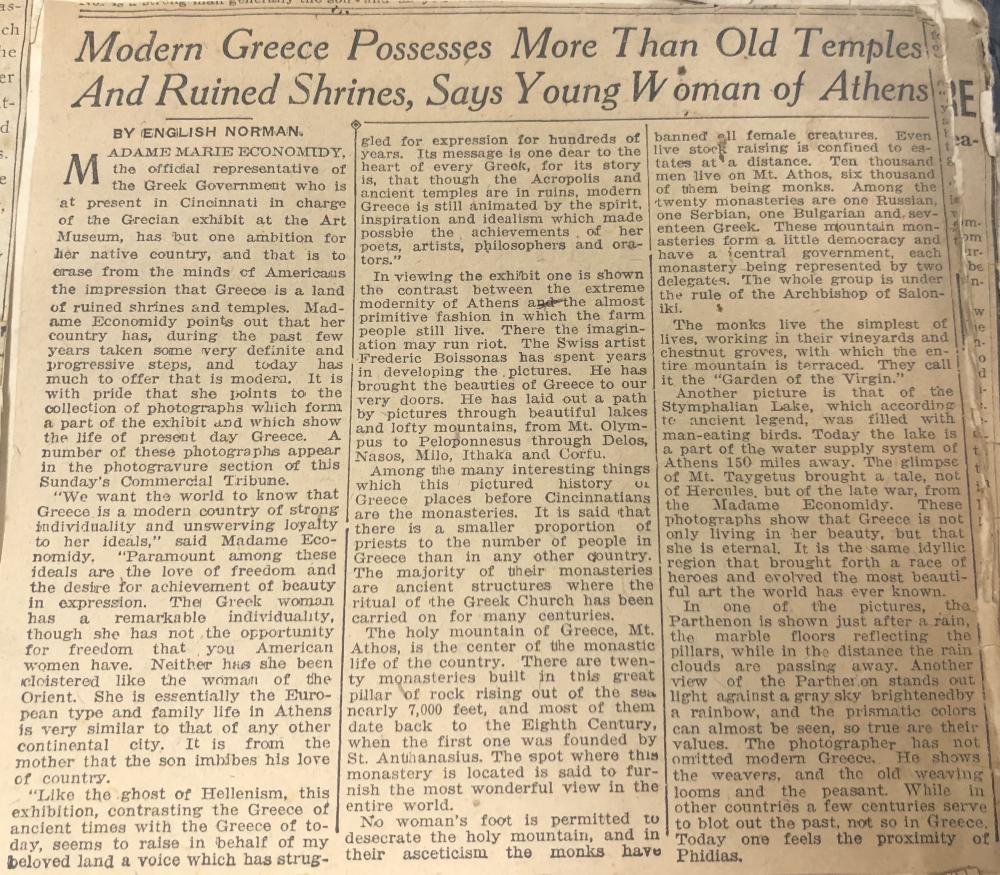 Modern Greece Possesses More Than Old Temples
And Ruined Shrines, Says Young Woman of Athens
BY ENGLISH NORMAN.
MADAME MARIE ECONOMIDY,
the official representative of
the Greek Government who is
at present in Cincinnati in charge
of the Grecian exhibit at the Art
Museum, has but one ambition for
her native country, and that is to
erase from the minds of Americans
the impression that Greece is a land
of ruined shrines and temples. Mad-
ame Economidy points out that her
country has, during the past few
years taken some very definite and
progressive steps, and today has
much to offer that is modern. It is
with pride that she points to the
collection of photographs which form
a part of the exhibit and which show
the life of present day Greece. A
number of these photographs appear
in the photogravure section of this
Sunday's Commercial Tribune.
"We want the world to know that
Greece is a modern country of strong
individuality and unswerving loyalty
to her ideals," said Madame Eco-
nomidy. "Paramount among these
ideals are the love of freedom and
the desire for achievement of beauty
in expression. The Greek woman
has a remarkable individuality,
though she has not the opportunity
for freedom that you American
women have. Neither has she been
cloistered like the woman of the
Orient. She is essentially the Euro-
pean type and family life in Athens
is very similar to that of any other
continental city. It is from the
mother that the son imbibes his love
of country.
"Like the ghost of Hellenism, this
exhibition, contrasting the Greece of
ancient times with the Greece of to-
day, seems to raise in behalf of my
beloved land a voice which has strug-
gled for expression for hundreds of
years. Its message is one dear to the
heart of every Greek, for its story
is, that though the Acropolis and
ancient temples are in ruins, modern
Greece is still animated by the spirit,
inspiration and idealism which made
possbie the achievements of her
poets, artists, philosophers and ora-
tors."
In viewing the exhibit one is shown
the contrast between the extreme
modernity of Athens and the almost
primitive fashion in which the farm
people still live. There the imagin-
ation may run riot. The Swiss artist
Frederic Boissonas has spent years
in developing the pictures. He has
brought the beauties of Greece to our
very doors. He has laid out a path
by pictures through beautiful lakes
and lofty mountains, from Mt. Olym-
pus to Peloponnesus through Delos,
Nasos, Milo, Ithaka and Corfu.
Among the many interesting things
which this pictured history of
Greece places before Cincinnatians
are the monasteries. It is said that
there is a smaller proportion of
priests to the number of people in
Greece than in any other country.
The majority of their monasteries
are ancient structures where the
ritual of the Greek Church has been
carried on for many centuries.
The holy mountain of Greece, Mt.
Athos, is the center of the monastic
life of the country. There are twen-
ty monasteries built in this great
pillar of rock rising out of the sea
nearly 7,000 feet, and most of them
date back to the Eighth Century,
when the first one was founded by
St. Anthanasius. The spot where this
monastery is located is said to fur-
nish the most wonderful view in the
entire world.
No woman's foot is permitted to
desecrate the holy mountain, and in
their asceticism the monks have
banned all female creatures. Even
live stock raising is confined to es-
tates at a distance. Ten thousand
men live on Mt. Athos, six thousand
of them being monks. Among the
twenty monasteries are one Russian,
one Serbian, one Bulgarian and sev-
enteen Greek. These mountain mon-
asteries form a little democracy and
have a central government, each
monastery being represented by two
delegates. The whole group is under
the rule of the Archbishop of Salon-
iki.
The monks live the simplest of
lives, working in their vineyards and
chestnut groves, with which the en-
tire mountain is terraced. They call
it the "Garden of the Virgin."
Another picture is that of the
Stymphalian Lake, which according
to ancient legend, was filled with
man-eating birds. Today the lake is
a part of the water supply system of
Athens 150 miles away. The glimpse
of Mt. Taygetus brought a tale, not
of Hercules, but of the late war, from
the Madame Economidy. These
photographs show that Greece is not
only living in her beauty, but that
she is eternal. It is the same idyllic
region that brought forth a race of
heroes and evolved the most beauti-
ful art the world has ever known.
In one of the pictures, the
Parthenon is shown just after a rain,
the marble floors reflecting the
pillars, while in the distance the rain
clouds are passing away. Another
view of the Parthenon stands out
light against a gray sky brightenedby
a rainbow, and the prismatic colors
can almost be seen, so true are their
values. The photographer has not
omitted modern Greece. He shows
the weavers, and the old weaving
looms and the peasant. While in
other countries a few centuries serve
to blot out the past, not so in Greece.
Today one feels the proximity of
Phidias.